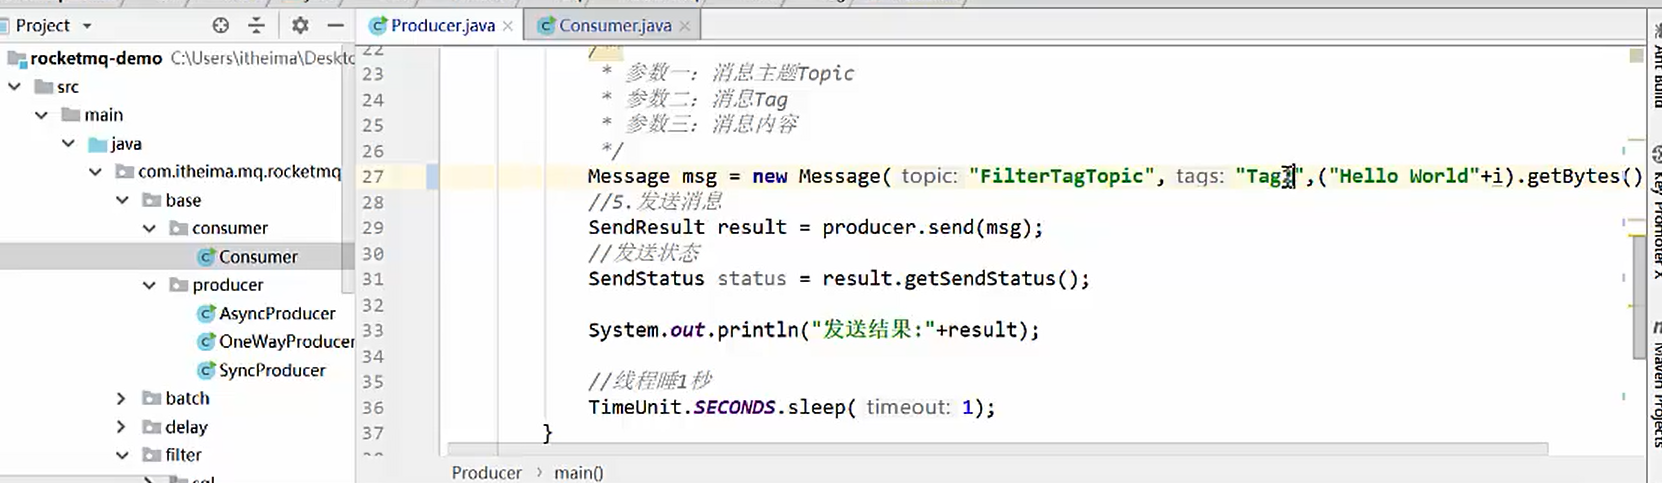 Project
Producer.java
Consumer.java
rocketmq-demo C:\Users\itheima\Deskto
src
main
java
com.itheima.mq.rocketmq
base
consumer
Consumer
producer
AsyncProducer
OneWayProducer
SyncProducer
batch
delay
filter
22 /**
23 * 参数一：消息主题Topic
24 * 参数二：消息Tag
25 * 参数三：消息内容
26 */
27 Message msg = new Message( topic: "FilterTagTopic", tags: "Tag",("Hello World"+i).getBytes()
28 //5.发送消息
29 SendResult result = producer.send(msg);
30 //发送状态
31 SendStatus status = result.getSendStatus();
32
33 System.out.println("发送结果:"+result);
34
35 //线程睡1秒
36 TimeUnit.SECONDS.sleep( timeout: 1);
37 }
Producer > main()
Ant Build
Key Promoter X
Maven Projects